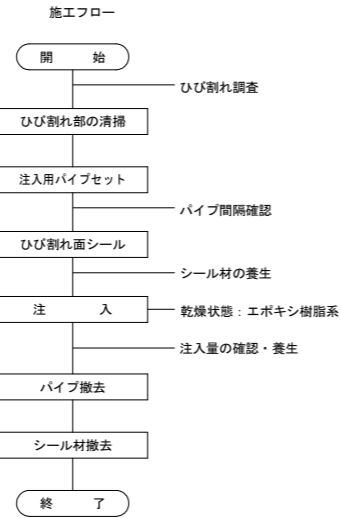 施工フロー
開　始
ひび割れ調査
ひび割れ部の清掃
注入用パイプセット
パイプ間隔確認
ひび割れ面シール
シール材の養生
注　入
乾燥状態：エポキシ樹脂系
注入量の確認・養生
パイプ撤去
シール材撤去
終　了